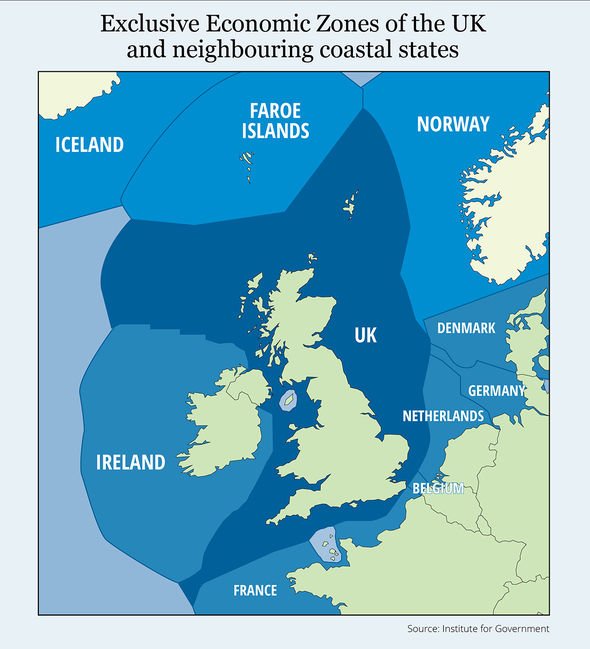 Exclusive Economic Zones of the UK
and neighbouring coastal states
FAROE
ISLANDS
NORWAY
ICELAND
DENMARK
UK
GERMANY
NETHERLANDS
IRELAND
BELGIUM
FRANCE
Source: Institute for Government